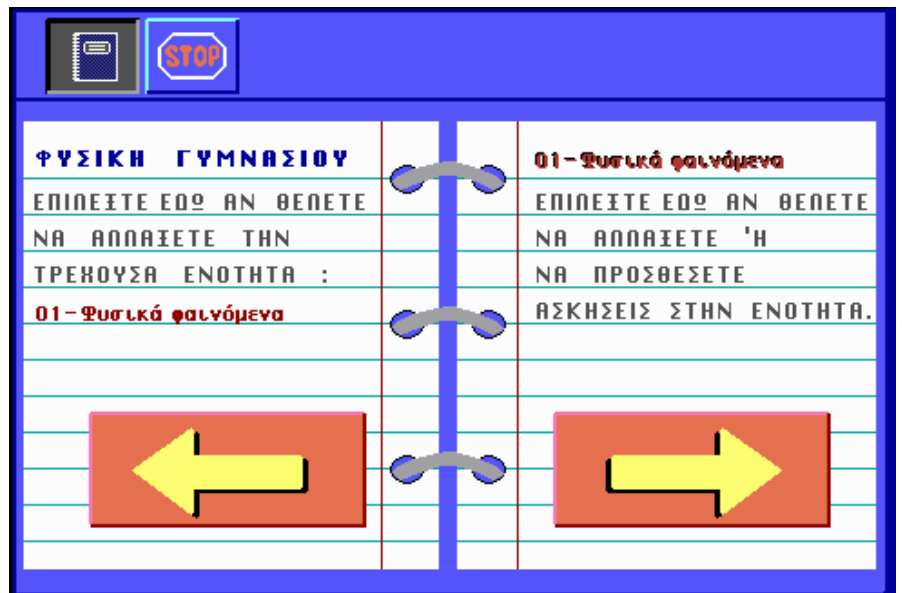 STOP
ΦΥΣΙΚΗ ΓΥΜΝΑΣΙΟΥ
ΕΠΙΛΕΞΤΕ ΕΔΩ ΑΝ ΘΕΛΕΤΕ
ΝΑ ΑΛΛΑΞΕΤΕ ΤΗΝ
ΤΡΕΧΟΥΣΑ ΕΝΟΤΗΤΑ :
01-Φυσικά φαινόμενα
01-Φυσικά φαινόμενα
ΕΠΙΛΕΞΤΕ ΕΔΩ ΑΝ ΘΕΛΕΤΕ
ΝΑ ΑΛΛΑΞΕΤΕ 'Η
ΝΑ ΠΡΟΣΘΕΣΕΤΕ
ΑΣΚΗΣΕΙΣ ΣΤΗΝ ΕΝΟΤΗΤΑ.